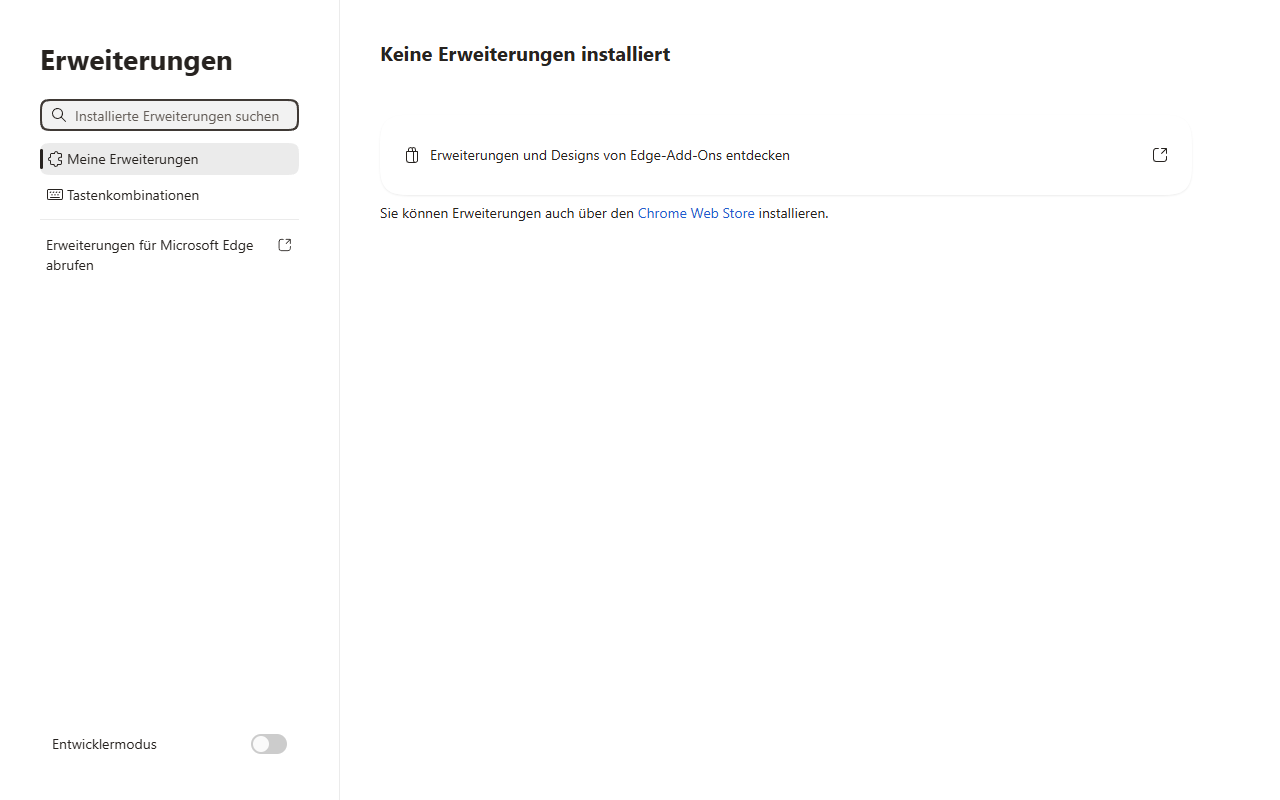 Erweiterungen
Installierte Erweiterungen suchen
Meine Erweiterungen
Tastenkombinationen
Erweiterungen für Microsoft Edge
abrufen
Entwicklermodus
Keine Erweiterungen installiert
Erweiterungen und Designs von Edge-Add-Ons entdecken
Sie können Erweiterungen auch über den Chrome Web Store installieren.